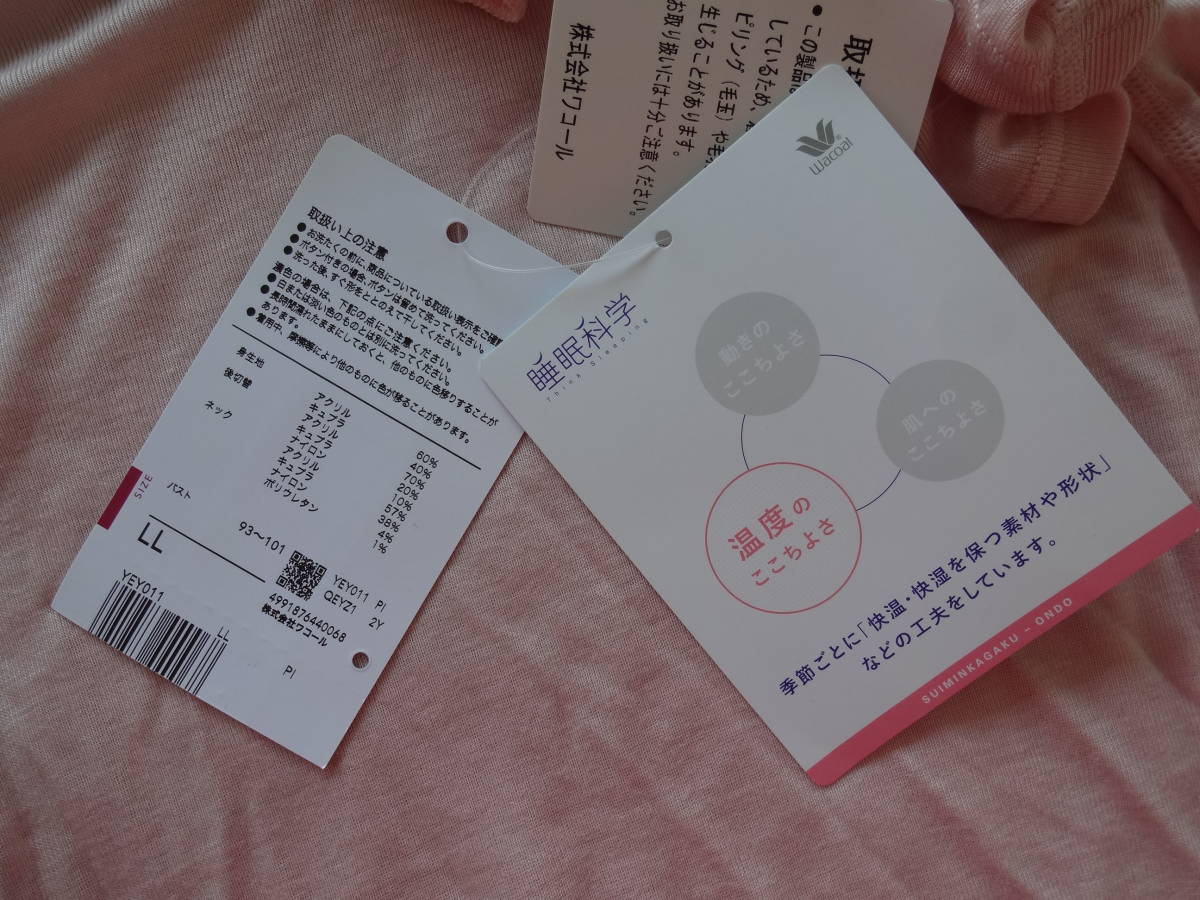 取扱い上の注意
●お洗たくの前に、商品についている取扱い表示をご確認
●ボタン付きの場合、ボタンは留めて洗ってください。
●洗った後、すぐ形をととのえて干してください。
濃色の場合は、下記の点にご注意ください。
●白または淡い色のものとは別に洗ってください。
●長時間濡れたままにしておくと、他のものに色移りすることが
あります。
●着用中、摩擦等により他のものに色が移ることがあります。
身生地 アクリル 60%
キュプラ 40%
後切替 アクリル 70%
キュプラ 20%
ナイロン 10%
ネック アクリル 57%
キュプラ 38%
ナイロン 4%
ポリウレタン 1%
SIZE
バスト 93〜101
LL
YEY011 PI
QEYZ1 2Y
4991876440068
株式会社ワコール
YEY011 LL
PI
●この製品
しているため、
ピリング(毛玉)や毛
生じることがあります。
お取り扱いには十分ご注意ください。
株式会社ワコール
Wacoal
睡眠科学
Think Sleeping
動きの
ここちよさ
肌への
ここちよさ
温度の
ここちよさ
季節ごとに「快温・快湿を保つ素材や形状」
などの工夫をしています。
SUIMINKAGAKU - ONDO